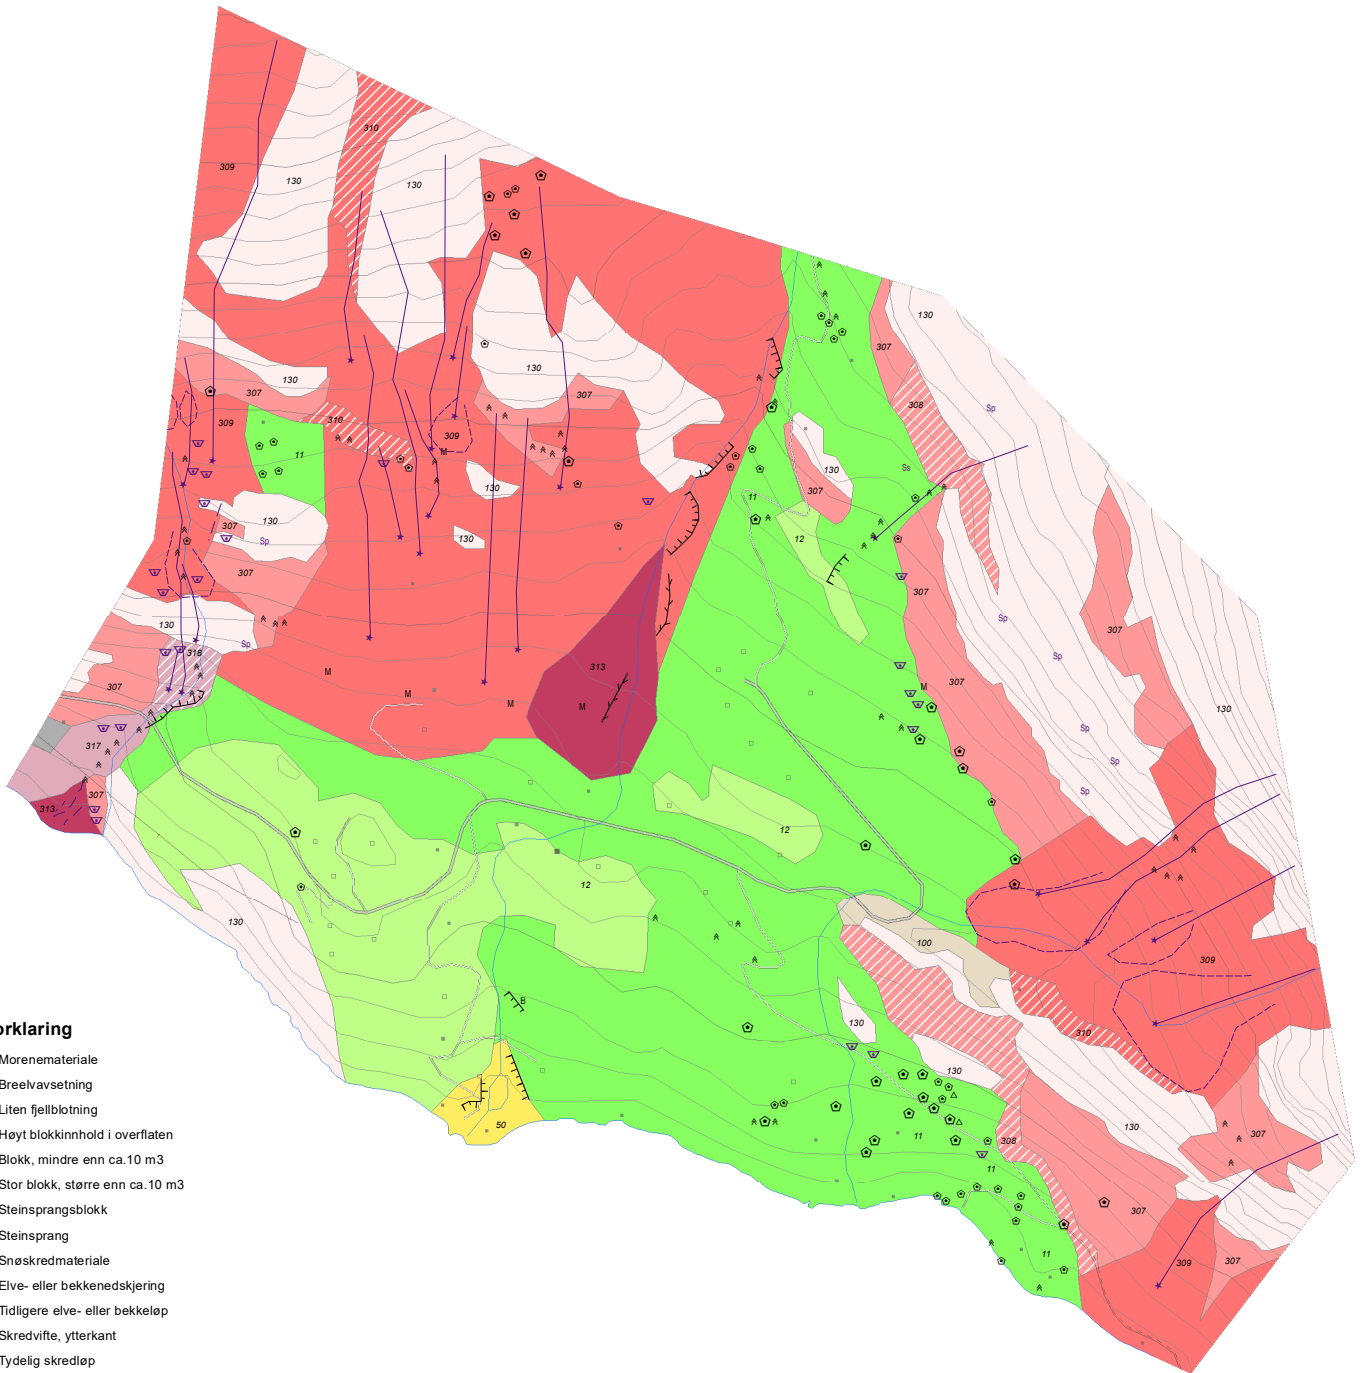 310
309
130
130
130
307
130
308
130
307
307
Sp
309
310
309
M
11
Ss
130
307
130
11
307
130
Sp
130
12
307
307
130
318
Sp
Sp
307
Sp
307
313
M
307
M
M
M
M
130
Sp
317
Sp
Sp
313
307
12
12
130
100
309
B
130
310
130
50
11
308
130
307
11
307
11
309
307
orklaring
Morenemateriale
Breelvavsetning
Liten fjellblotning
Høyt blokkinnhold i overflaten
Blokk, mindre enn ca.10 m3
Stor blokk, større enn ca.10 m3
Steinsprangsblokk
Steinsprang
Snøskredmateriale
Elve- eller bekkenedskjering
Tidligere elve- eller bekkeløp
Skredvifte, ytterkant
Tydelig skredløp